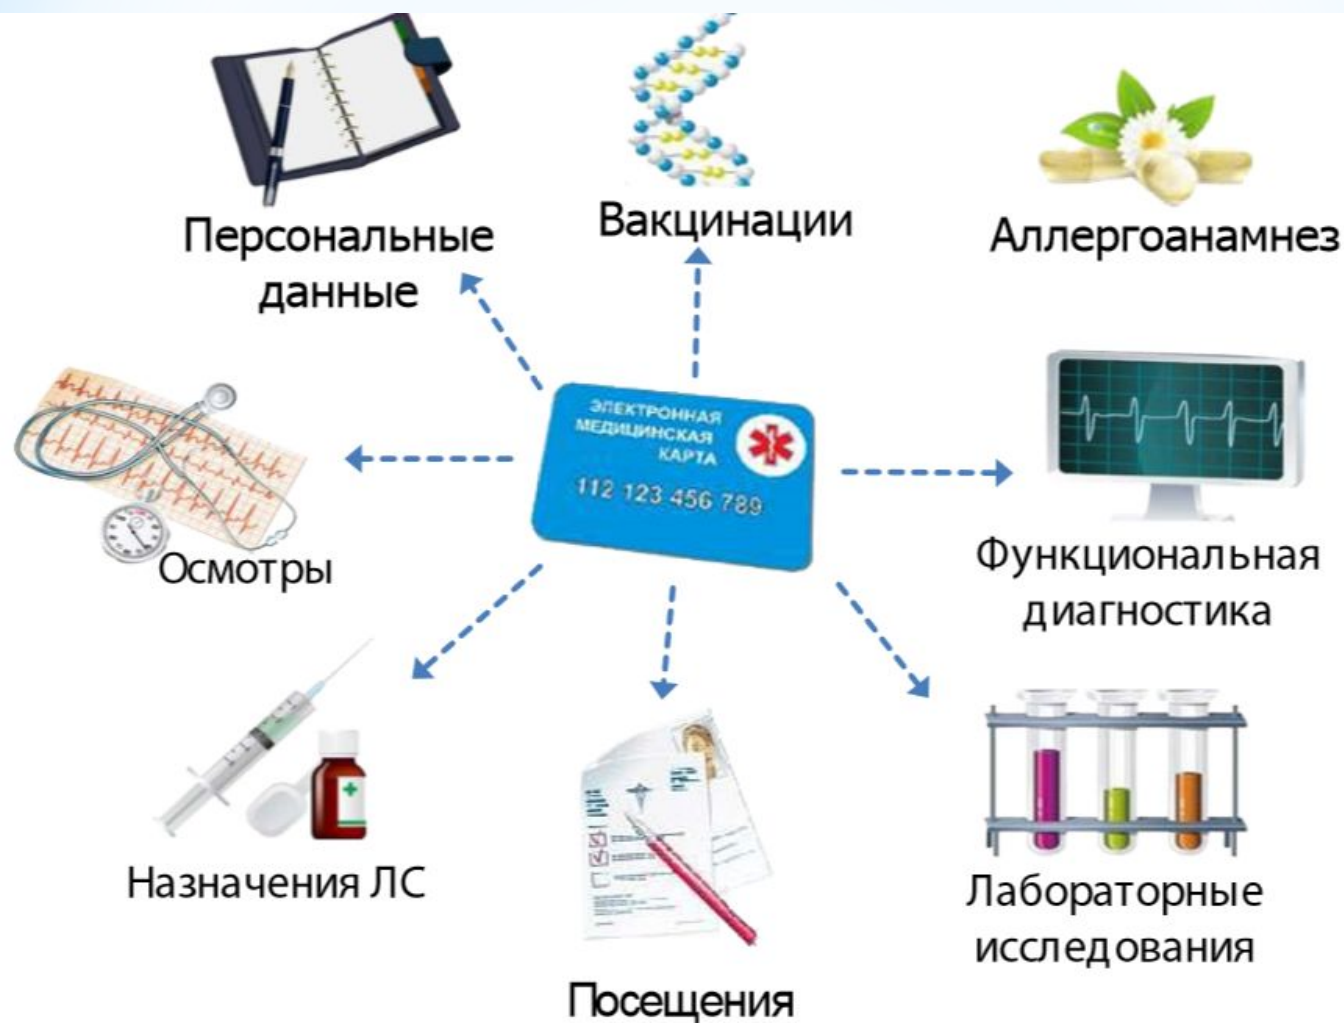 Персональные
данные
Вакцинации
Аллергоанамнез
ЭЛЕКТРОННАЯ
МЕДИЦИНСКАЯ
КАРТА
112 123 456 789
Осмотры
Функциональная
диагностика
Назначения ЛС
Посещения
Лабораторные
исследования